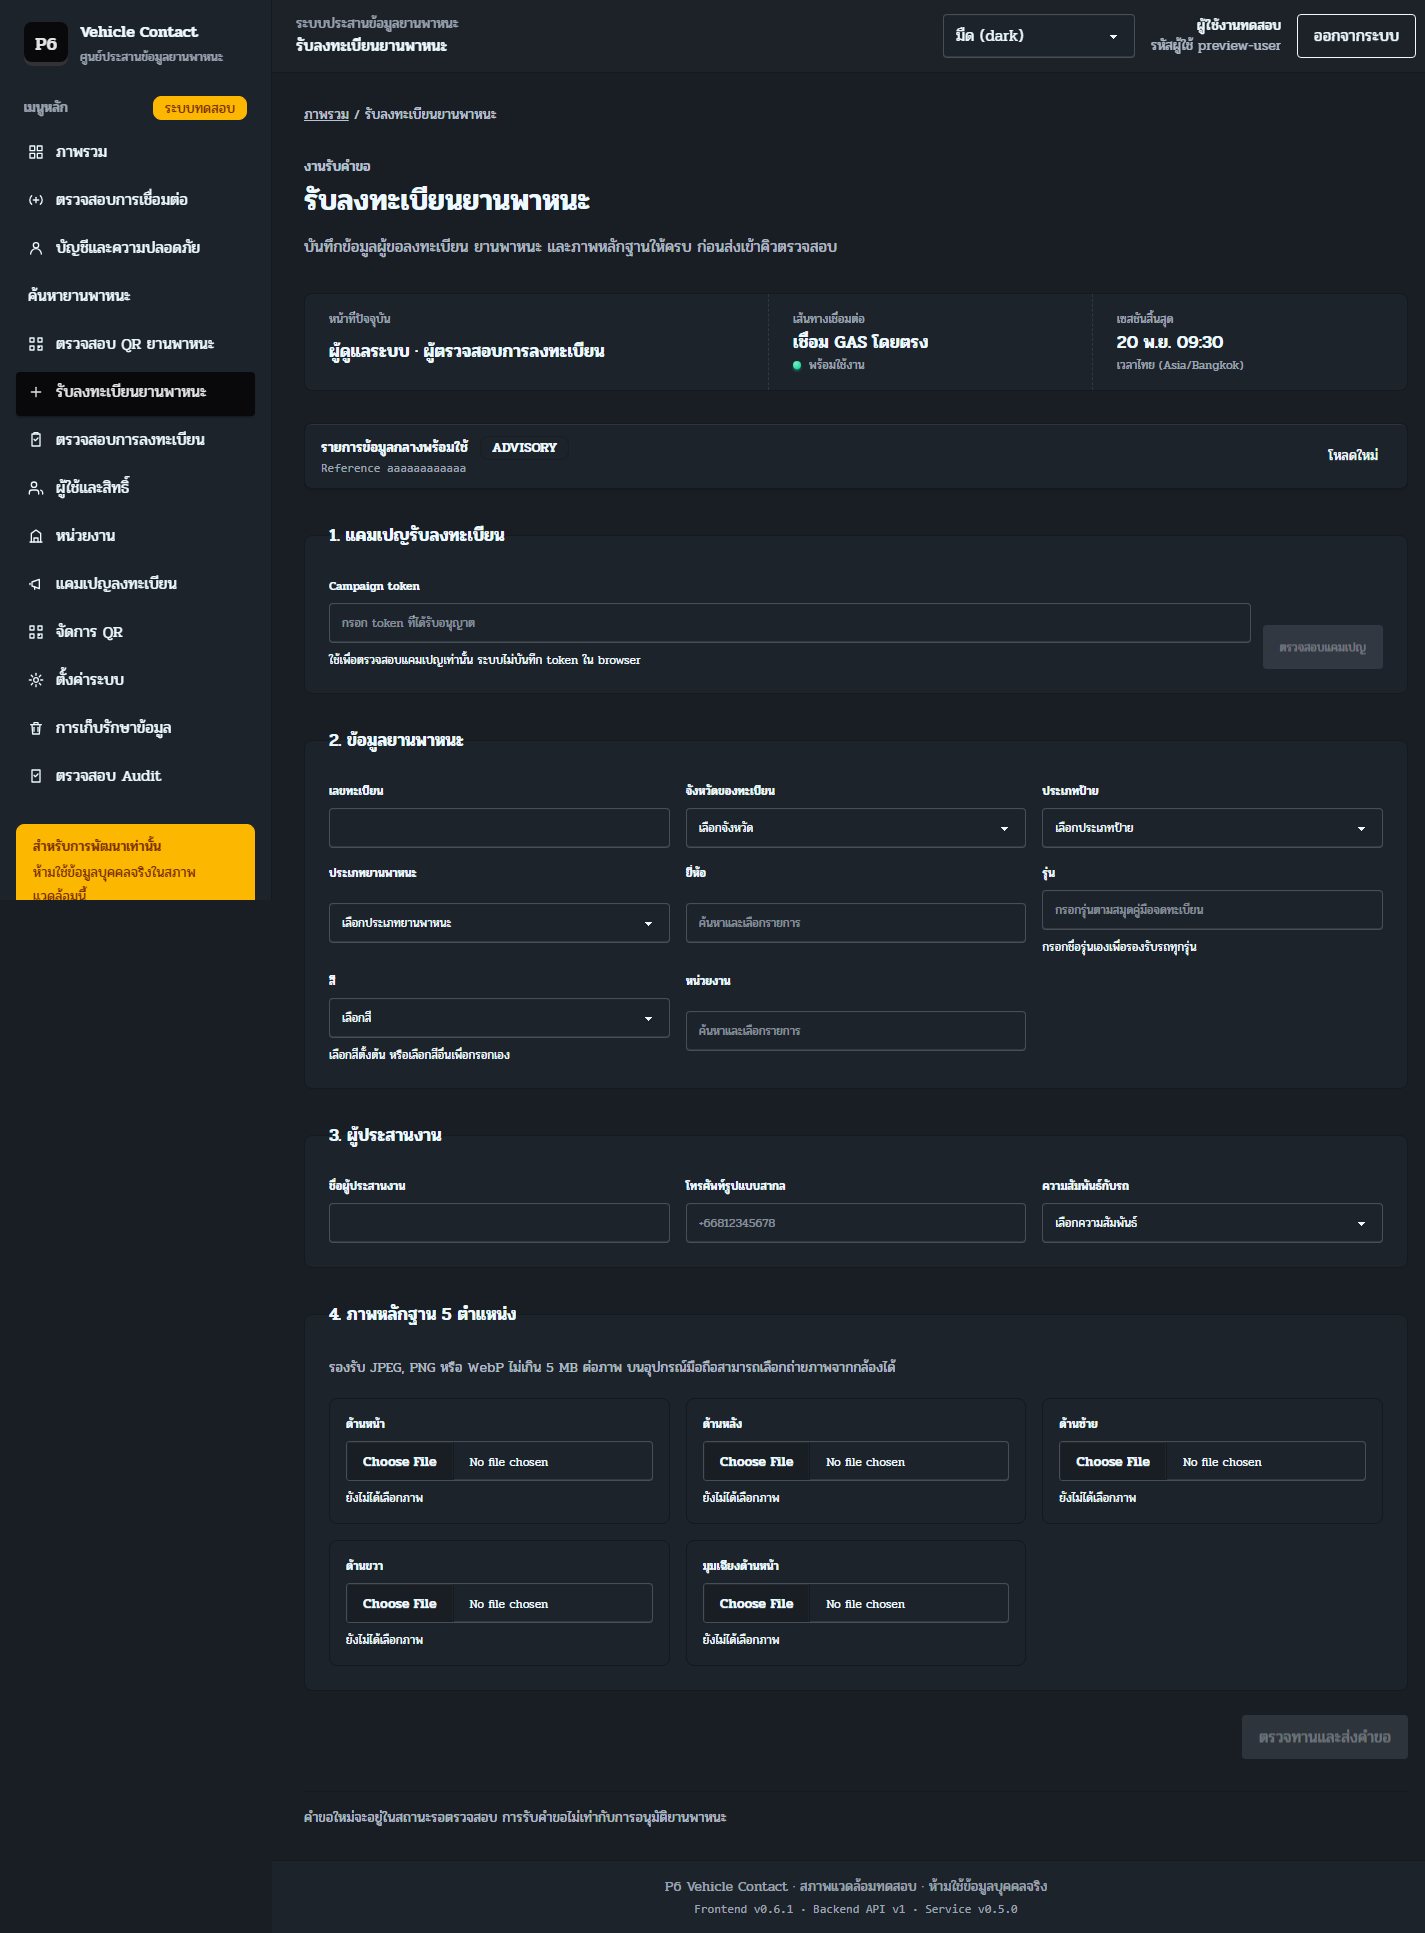 P6
Vehicle Contact
ศูนย์ประสานข้อมูลยานพาหนะ
เมนูหลัก
ระบบทดสอบ
ภาพรวม
ตรวจสอบการเชื่อมต่อ
บัญชีและความปลอดภัย
ค้นหายานพาหนะ
ตรวจสอบ QR ยานพาหนะ
รับลงทะเบียนยานพาหนะ
ตรวจสอบการลงทะเบียน
ผู้ใช้และสิทธิ์
หน่วยงาน
แคมเปญลงทะเบียน
จัดการ QR
ตั้งค่าระบบ
การเก็บรักษาข้อมูล
ตรวจสอบ Audit
สำหรับการพัฒนาเท่านั้น
ห้ามใช้ข้อมูลบุคคลจริงในสภาพ
แวดล้อมนี้
ระบบประสานข้อมูลยานพาหนะ
รับลงทะเบียนยานพาหนะ
มืด (dark)
ผู้ใช้งานทดสอบ
รหัสผู้ใช้ preview-user
ออกจากระบบ
ภาพรวม / รับลงทะเบียนยานพาหนะ
งานรับคำขอ
รับลงทะเบียนยานพาหนะ
บันทึกข้อมูลผู้ขอลงทะเบียน ยานพาหนะ และภาพหลักฐานให้ครบ ก่อนส่งเข้าคิวตรวจสอบ
หน้าที่ปัจจุบัน
ผู้ดูแลระบบ · ผู้ตรวจสอบการลงทะเบียน
เส้นทางเชื่อมต่อ
เชื่อม GAS โดยตรง
พร้อมใช้งาน
เซสชันสิ้นสุด
20 พ.ย. 09:30
เวลาไทย (Asia/Bangkok)
รายการข้อมูลกลางพร้อมใช้ ADVISORY
Reference aaaaaaaaaaaa
โหลดใหม่
1. แคมเปญรับลงทะเบียน
Campaign token
กรอก token ที่ได้รับอนุญาต
ใช้เพื่อตรวจสอบแคมเปญเท่านั้น ระบบไม่บันทึก token ใน browser
ตรวจสอบแคมเปญ
2. ข้อมูลยานพาหนะ
เลขทะเบียน
จังหวัดของทะเบียน
ประเภทป้าย
เลือกจังหวัด
เลือกประเภทป้าย
ประเภทยานพาหนะ
ยี่ห้อ
รุ่น
เลือกประเภทยานพาหนะ
ค้นหาและเลือกรายการ
กรอกรุ่นตามสมุดคู่มือจดทะเบียน
กรอกชื่อรุ่นเองเพื่อรองรับรถทุกรุ่น
สี
หน่วยงาน
เลือกสี
ค้นหาและเลือกรายการ
เลือกสีตั้งต้น หรือเลือกสีอื่นเพื่อกรอกเอง
3. ผู้ประสานงาน
ชื่อผู้ประสานงาน
โทรศัพท์รูปแบบสากล
ความสัมพันธ์กับรถ
+66812345678
เลือกความสัมพันธ์
4. ภาพหลักฐาน 5 ตำแหน่ง
รองรับ JPEG, PNG หรือ WebP ไม่เกิน 5 MB ต่อภาพ บนอุปกรณ์มือถือสามารถเลือกถ่ายภาพจากกล้องได้
ด้านหน้า
ด้านหลัง
ด้านซ้าย
Choose File No file chosen
Choose File No file chosen
Choose File No file chosen
ยังไม่ได้เลือกภาพ
ยังไม่ได้เลือกภาพ
ยังไม่ได้เลือกภาพ
ด้านขวา
มุมเฉียงด้านหน้า
Choose File No file chosen
Choose File No file chosen
ยังไม่ได้เลือกภาพ
ยังไม่ได้เลือกภาพ
ตรวจทานและส่งคำขอ
คำขอใหม่จะอยู่ในสถานะรอตรวจสอบ การรับคำขอไม่เท่ากับการอนุมัติยานพาหนะ
P6 Vehicle Contact · สภาพแวดล้อมทดสอบ · ห้ามใช้ข้อมูลบุคคลจริง
Frontend v0.6.1 · Backend API v1 · Service v0.5.0